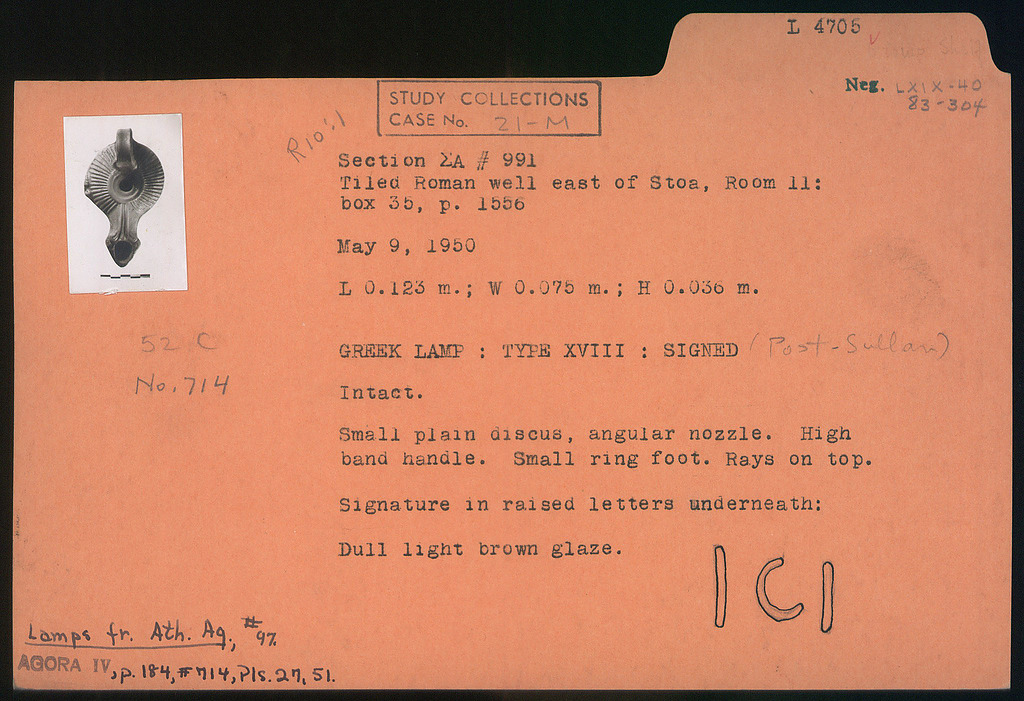 L 4705
Neg. LXIX-40
83-304
STUDY COLLECTIONS
CASE No. 21-M
R10:1
Section ΣΑ # 991
Tiled Roman well east of Stoa, Room 11:
box 35, p. 1556
May 9, 1950
L 0.123 m.; W 0.075 m.; H 0.036 m.
52 C
No. 714
GREEK LAMP : TYPE XVIII : SIGNED (Post-Sullan)
Intact.
Small plain discus, angular nozzle. High
band handle. Small ring foot. Rays on top.
Signature in raised letters underneath:
Dull light brown glaze.
ICI
Lamps fr. Ath. Ag., #97.
AGORA IV, p. 184, #714, Pls. 27, 51.